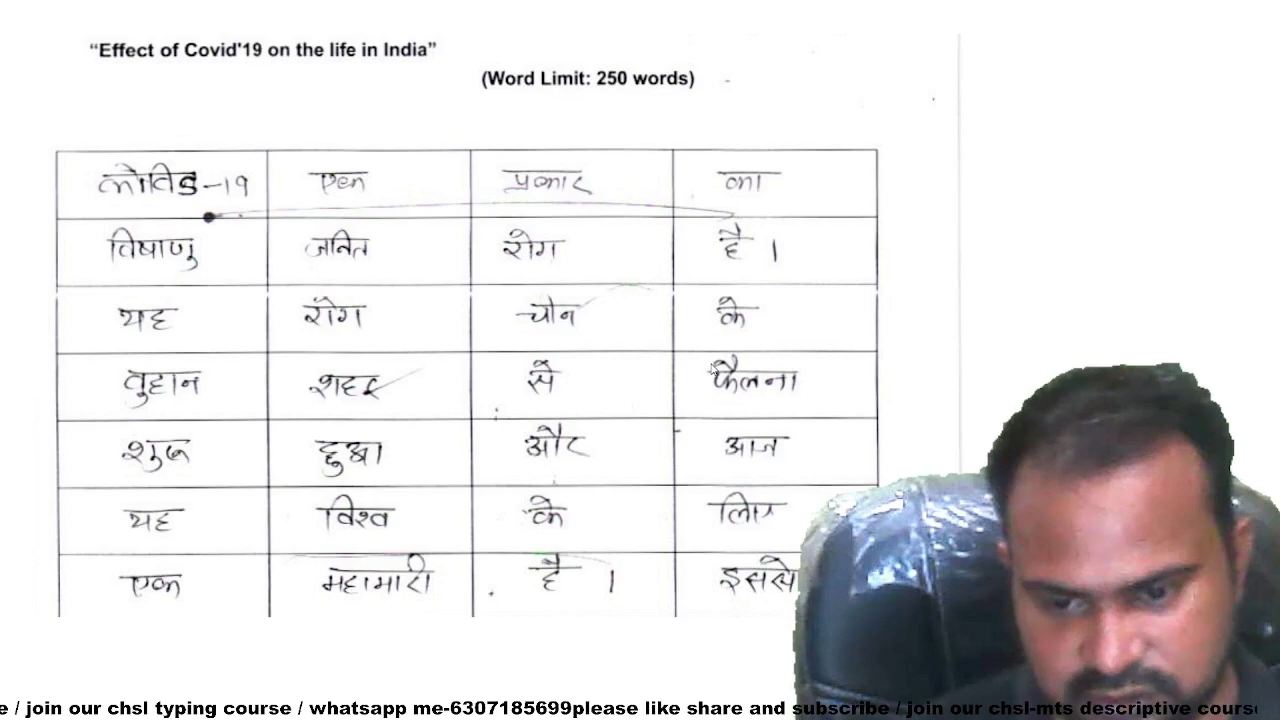 “Effect of Covid'19 on the life in India”
(Word Limit: 250 words)
कोविड-19 एक प्रकार का
विषाणु जनित रोग है।
यह रोग चीन के
वुहान शहर से फैलना
शुरू हुआ और आज
यह विश्व के लिए
एक महामारी है। इससे
e / join our chsl typing course / whatsapp me-6307185699please like share and subscribe / join our chsl-mts descriptive cours